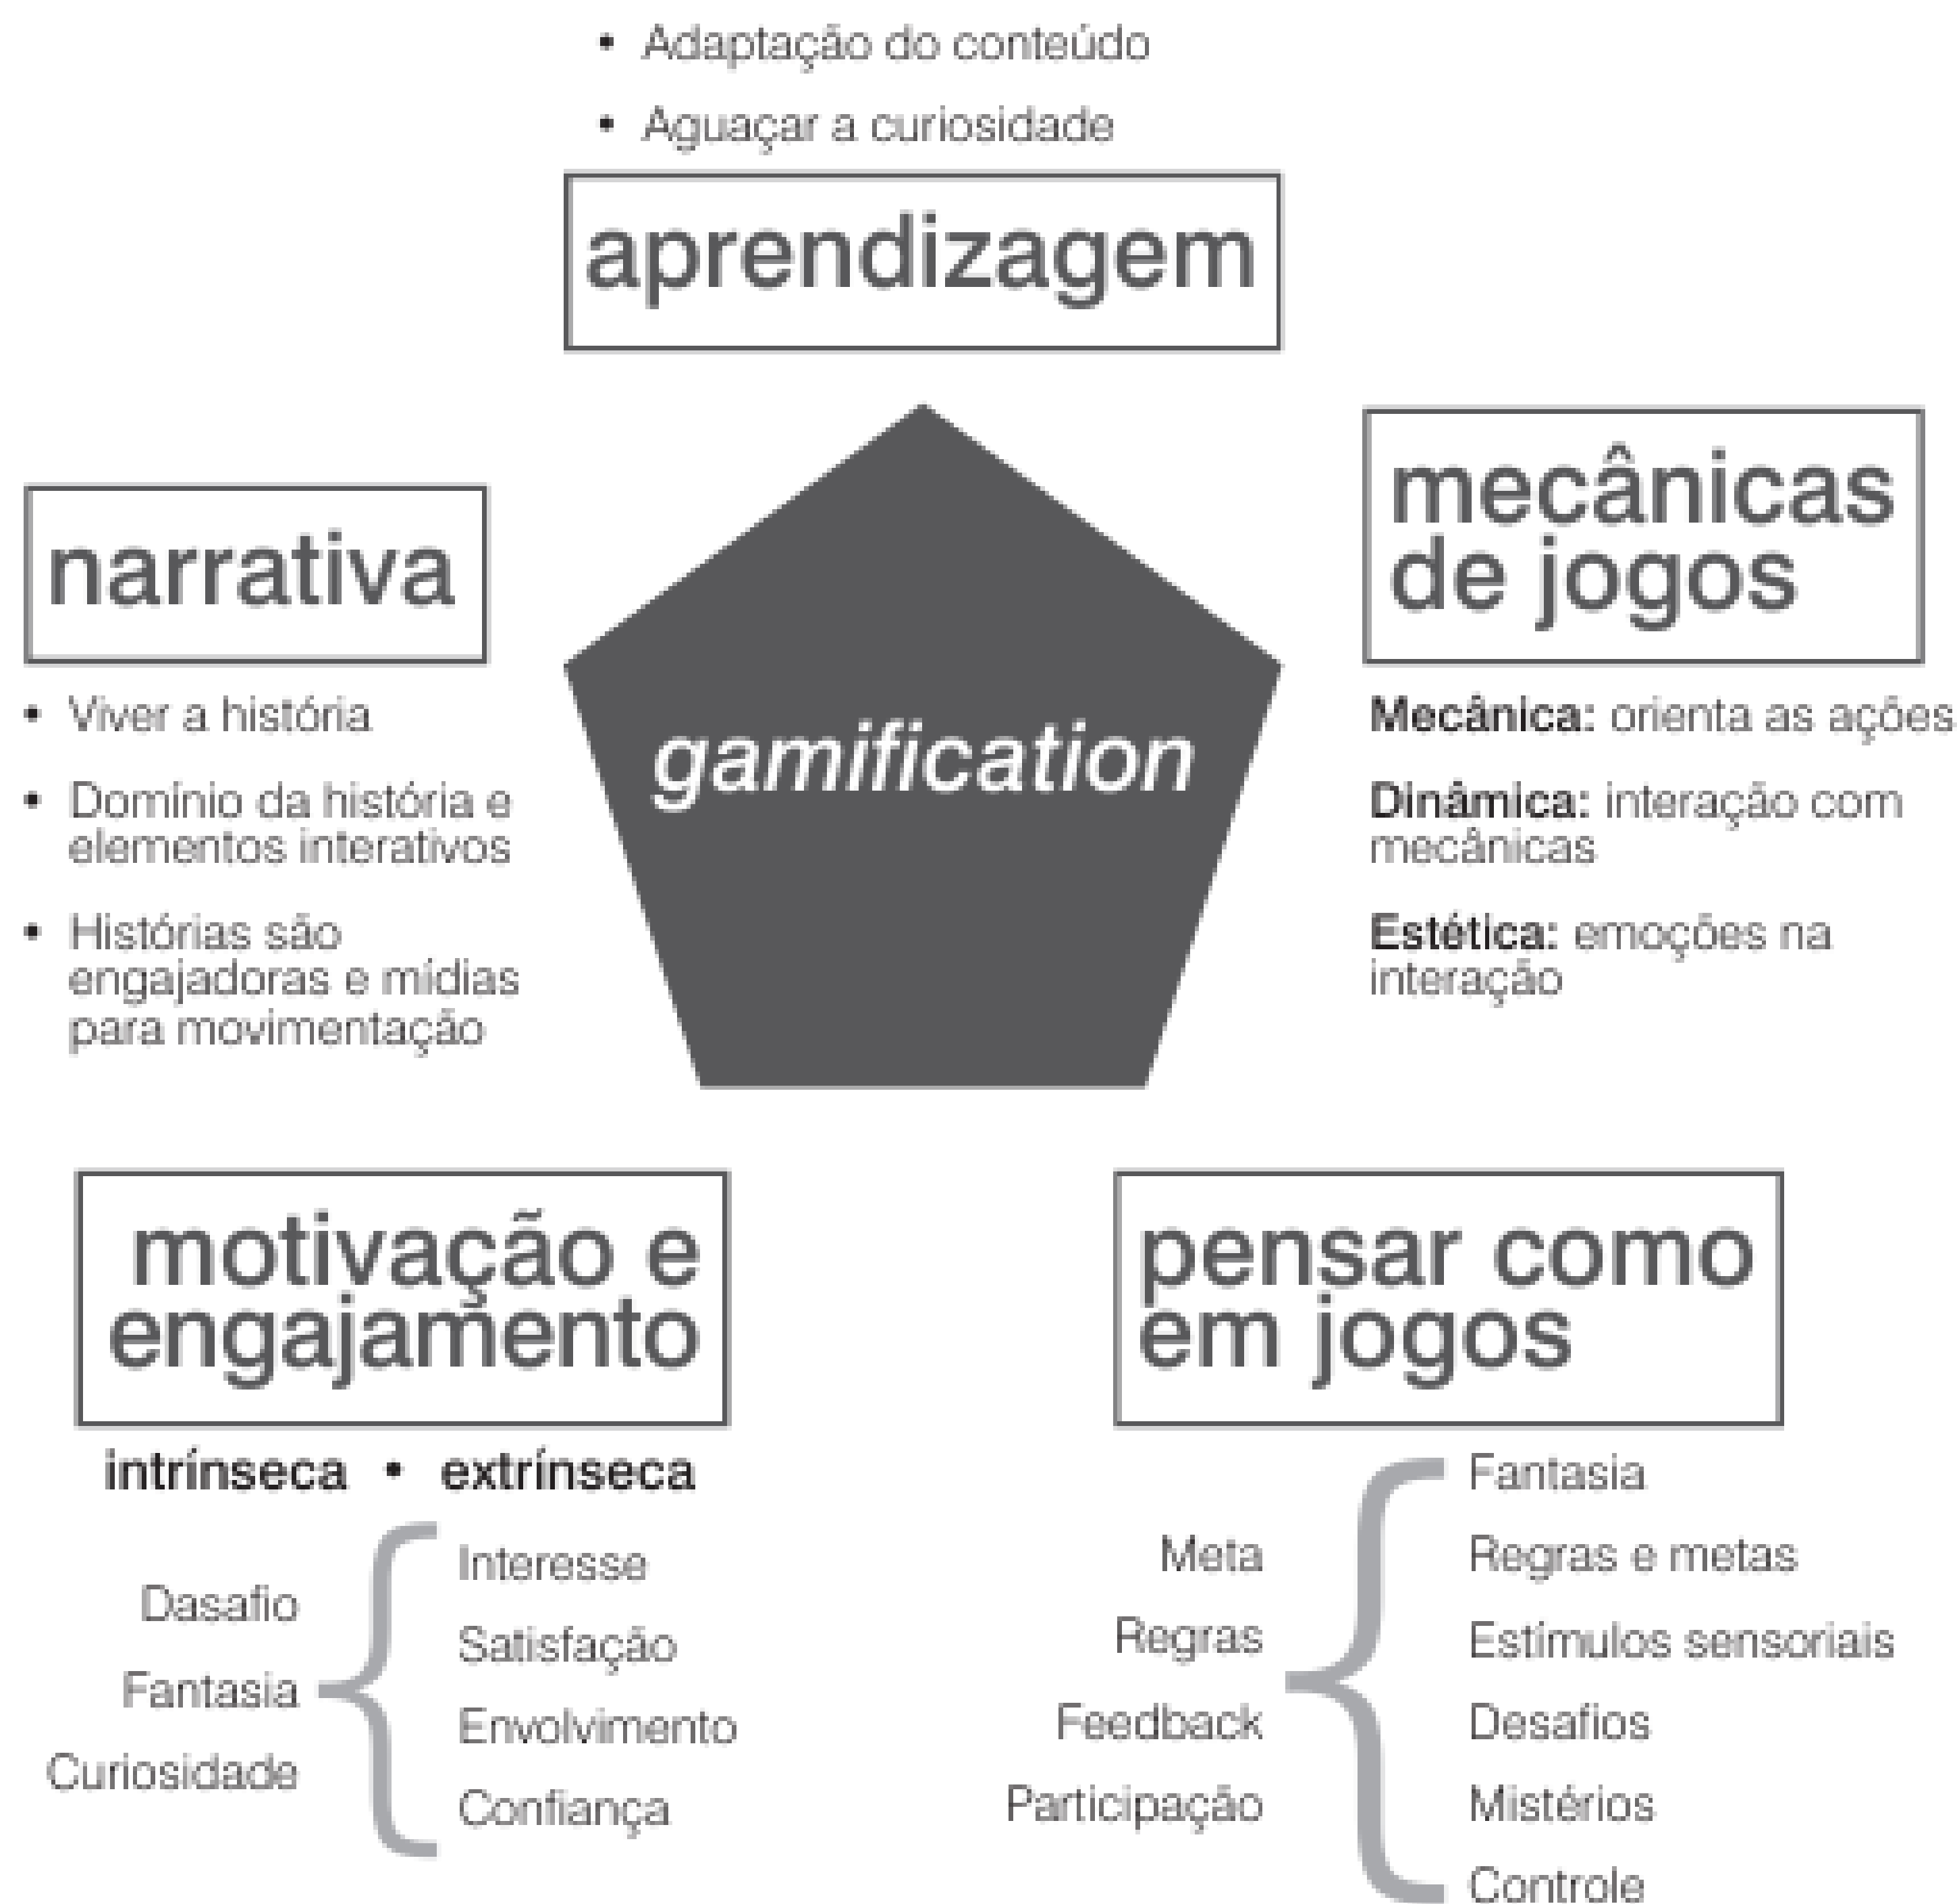 • Adaptação do conteúdo
• Aguaçar a curiosidade
aprendizagem
narrativa
• Viver a história
• Domínio da história e
elementos interativos
• Histórias são
engajadoras e mídias
para movimentação
gamification
mecânicas
de jogos
Mecânica: orienta as ações
Dinâmica: interação com
mecânicas
Estética: emoções na
interação
motivação e
engajamento
intrínseca • extrínseca
Dasafio
Fantasia
Curiosidade
Interesse
Satisfação
Envolvimento
Confiança
pensar como
em jogos
Meta
Regras
Feedback
Participação
Fantasia
Regras e metas
Estímulos sensoriais
Desafios
Mistérios
Controle